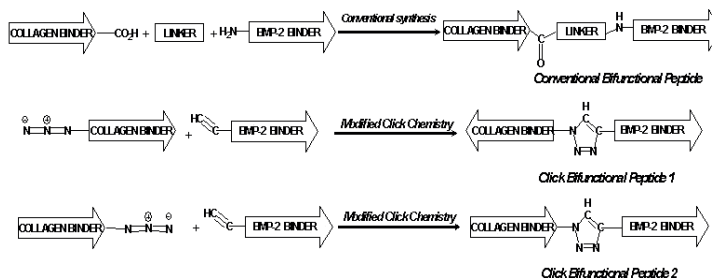 Conventional synthesis
COLLAGEN BINDER CO2H + LINKER + H2N BMP-2 BINDER COLLAGEN BINDER C O LINKER H N BMP-2 BINDER
Conventional Bifunctional Peptide
N N N COLLAGEN BINDER + HC C BMP-2 BINDER Modified Click Chemistry COLLAGEN BINDER N N N C H BMP-2 BINDER
Click Bifunctional Peptide 1
COLLAGEN BINDER N N N + HC C BMP-2 BINDER Modified Click Chemistry COLLAGEN BINDER N N N C H BMP-2 BINDER
Click Bifunctional Peptide 2